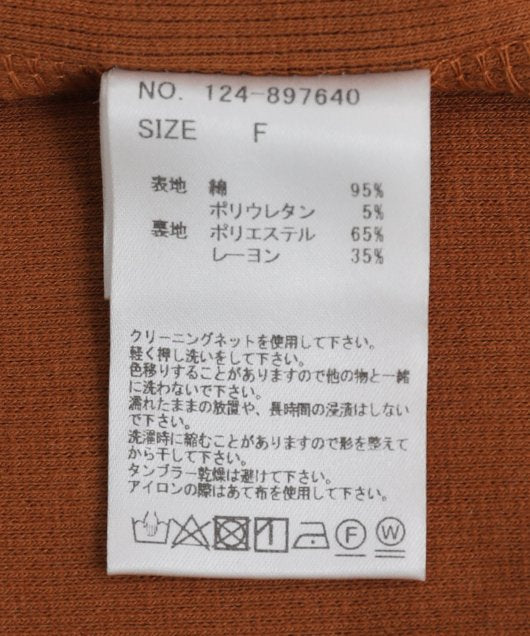 NO. 124-897640
SIZE F
表地 綿 95%
ポリウレタン 5%
裏地 ポリエステル 65%
レーヨン 35%
クリーニングネットを使用して下さい。
軽く押し洗いをして下さい。
色移りすることがありますので他の物と一緒
に洗わないで下さい。
濡れたままの放置や、長時間の浸漬はしない
で下さい。
洗濯時に縮むことがありますので形を整えて
から干して下さい。
タンブラー乾燥は避けて下さい。
アイロンの際はあて布を使用して下さい。
F W